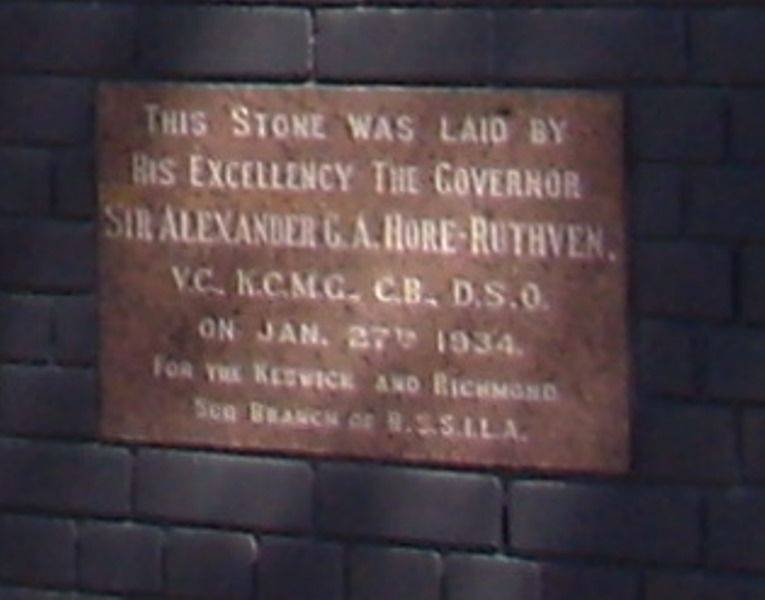 THIS STONE WAS LAID BY
HIS EXCELLENCY THE GOVERNOR
SIR ALEXANDER G. A. HORE-RUTHVEN.
V.C., K.C.M.G., C.B., D.S.O.
ON JAN. 27TH 1934.
FOR THE KESWICK AND RICHMOND
SUB BRANCH OF R.S.S.I.L.A.